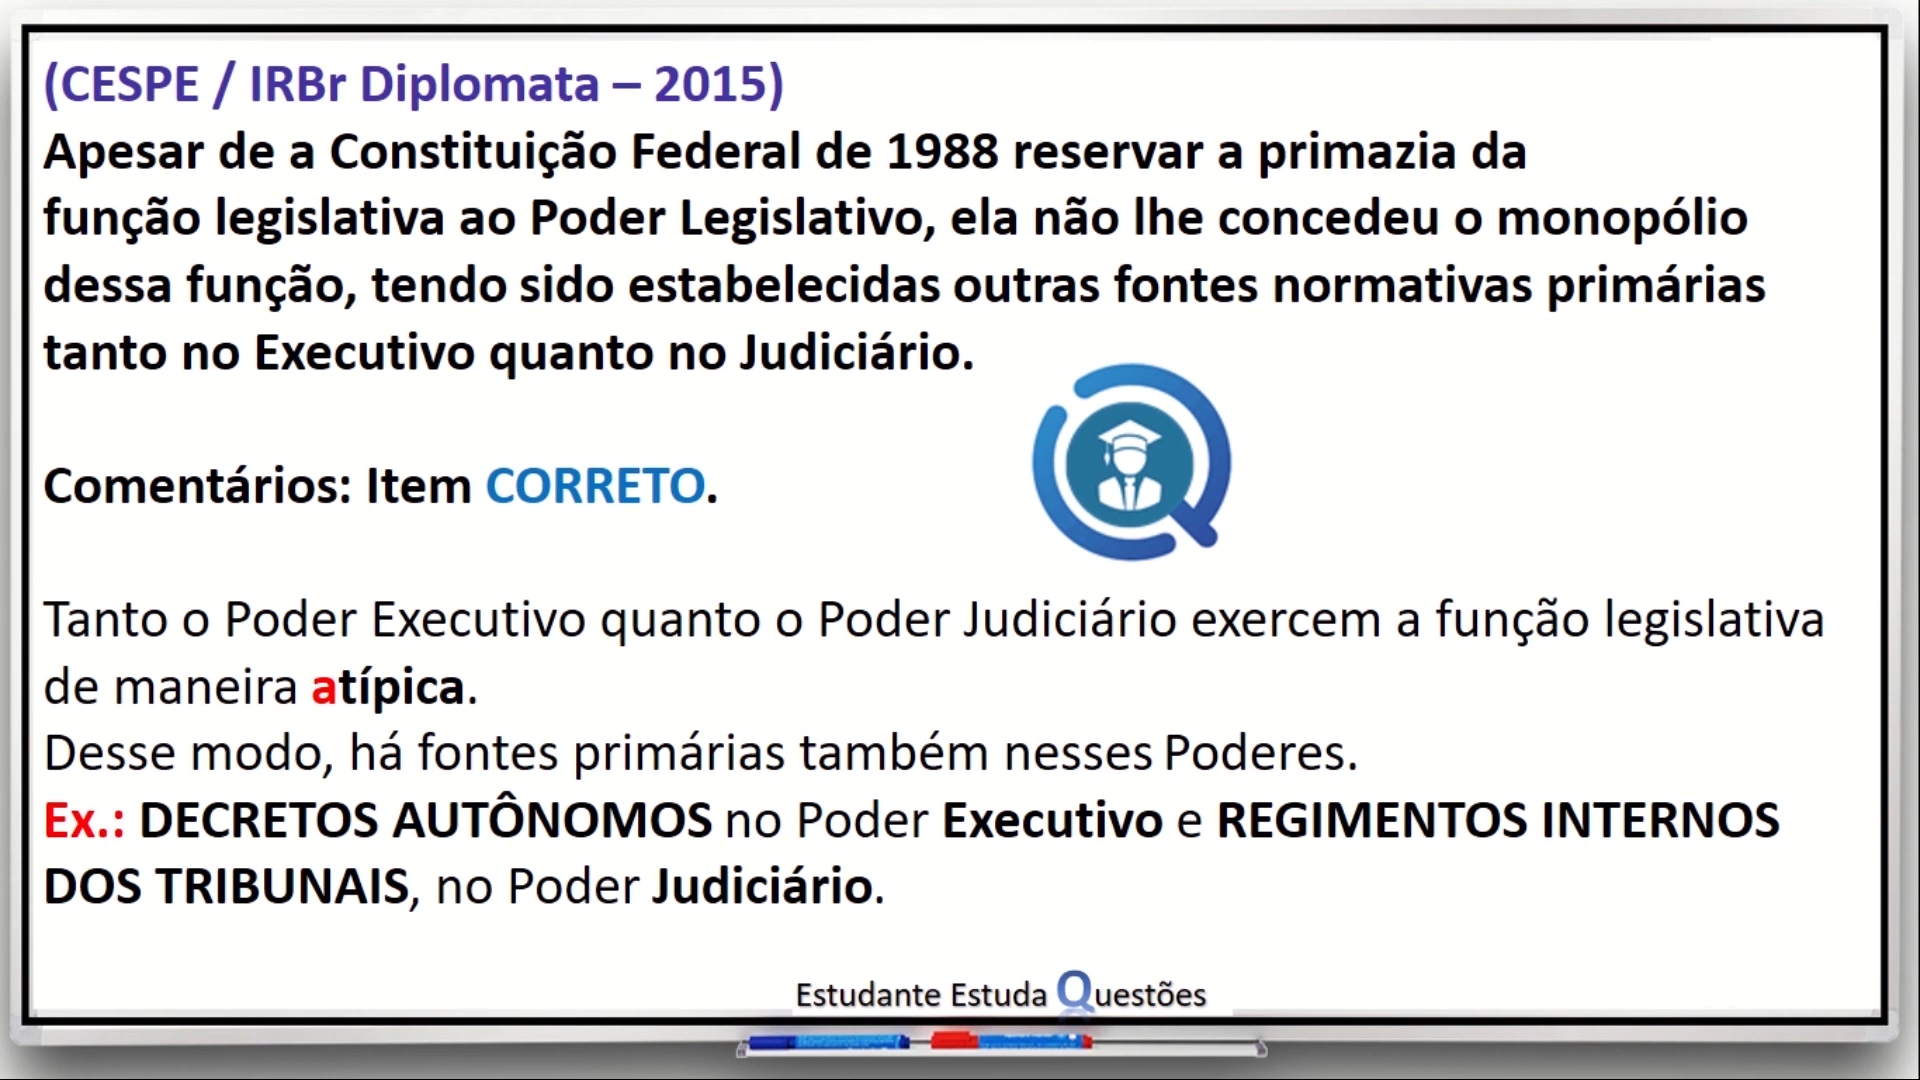 (CESPE / IRBr Diplomata – 2015)
Apesar de a Constituição Federal de 1988 reservar a primazia da
função legislativa ao Poder Legislativo, ela não lhe concedeu o monopólio
dessa função, tendo sido estabelecidas outras fontes normativas primárias
tanto no Executivo quanto no Judiciário.
Comentários: Item CORRETO.
Tanto o Poder Executivo quanto o Poder Judiciário exercem a função legislativa
de maneira atípica.
Desse modo, há fontes primárias também nesses Poderes.
Ex.: DECRETOS AUTÔNOMOS no Poder Executivo e REGIMENTOS INTERNOS
DOS TRIBUNAIS, no Poder Judiciário.
Estudante Estuda Questões